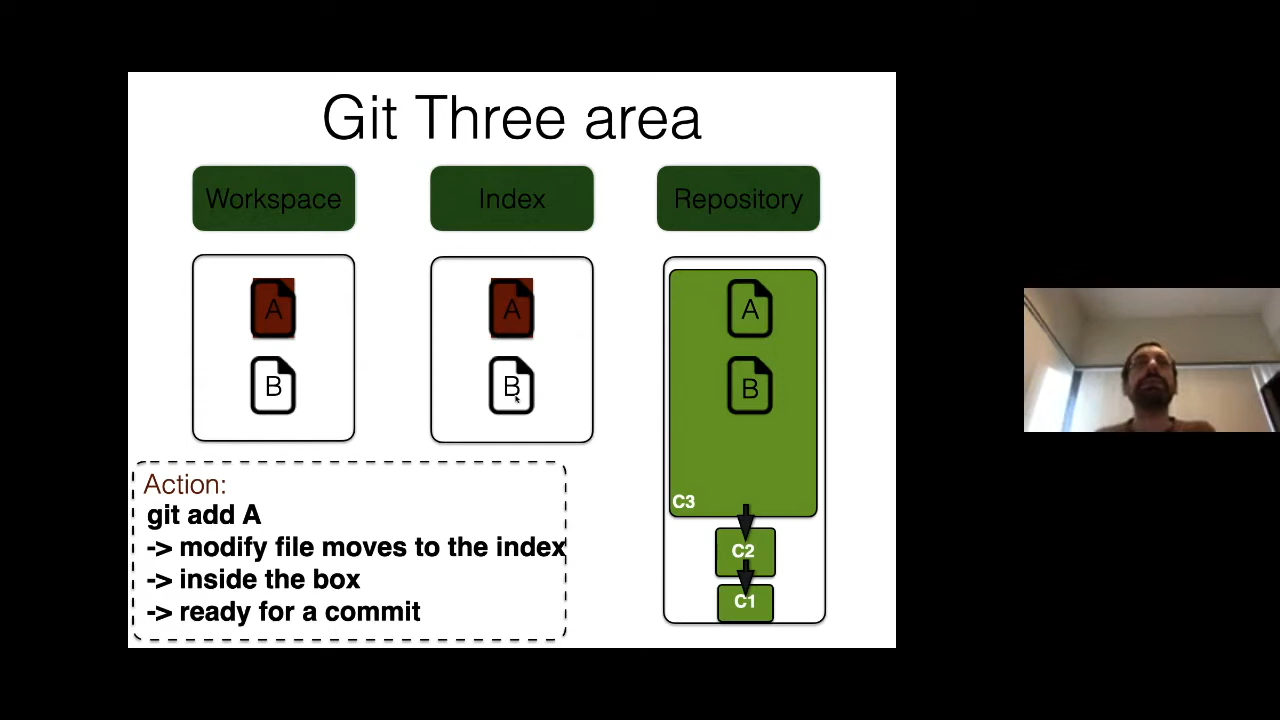 Git Three area
Workspace
Index
Repository
A
A
A
B
B
B
C3
C2
C1
Action:
git add A
-> modify file moves to the index
-> inside the box
-> ready for a commit